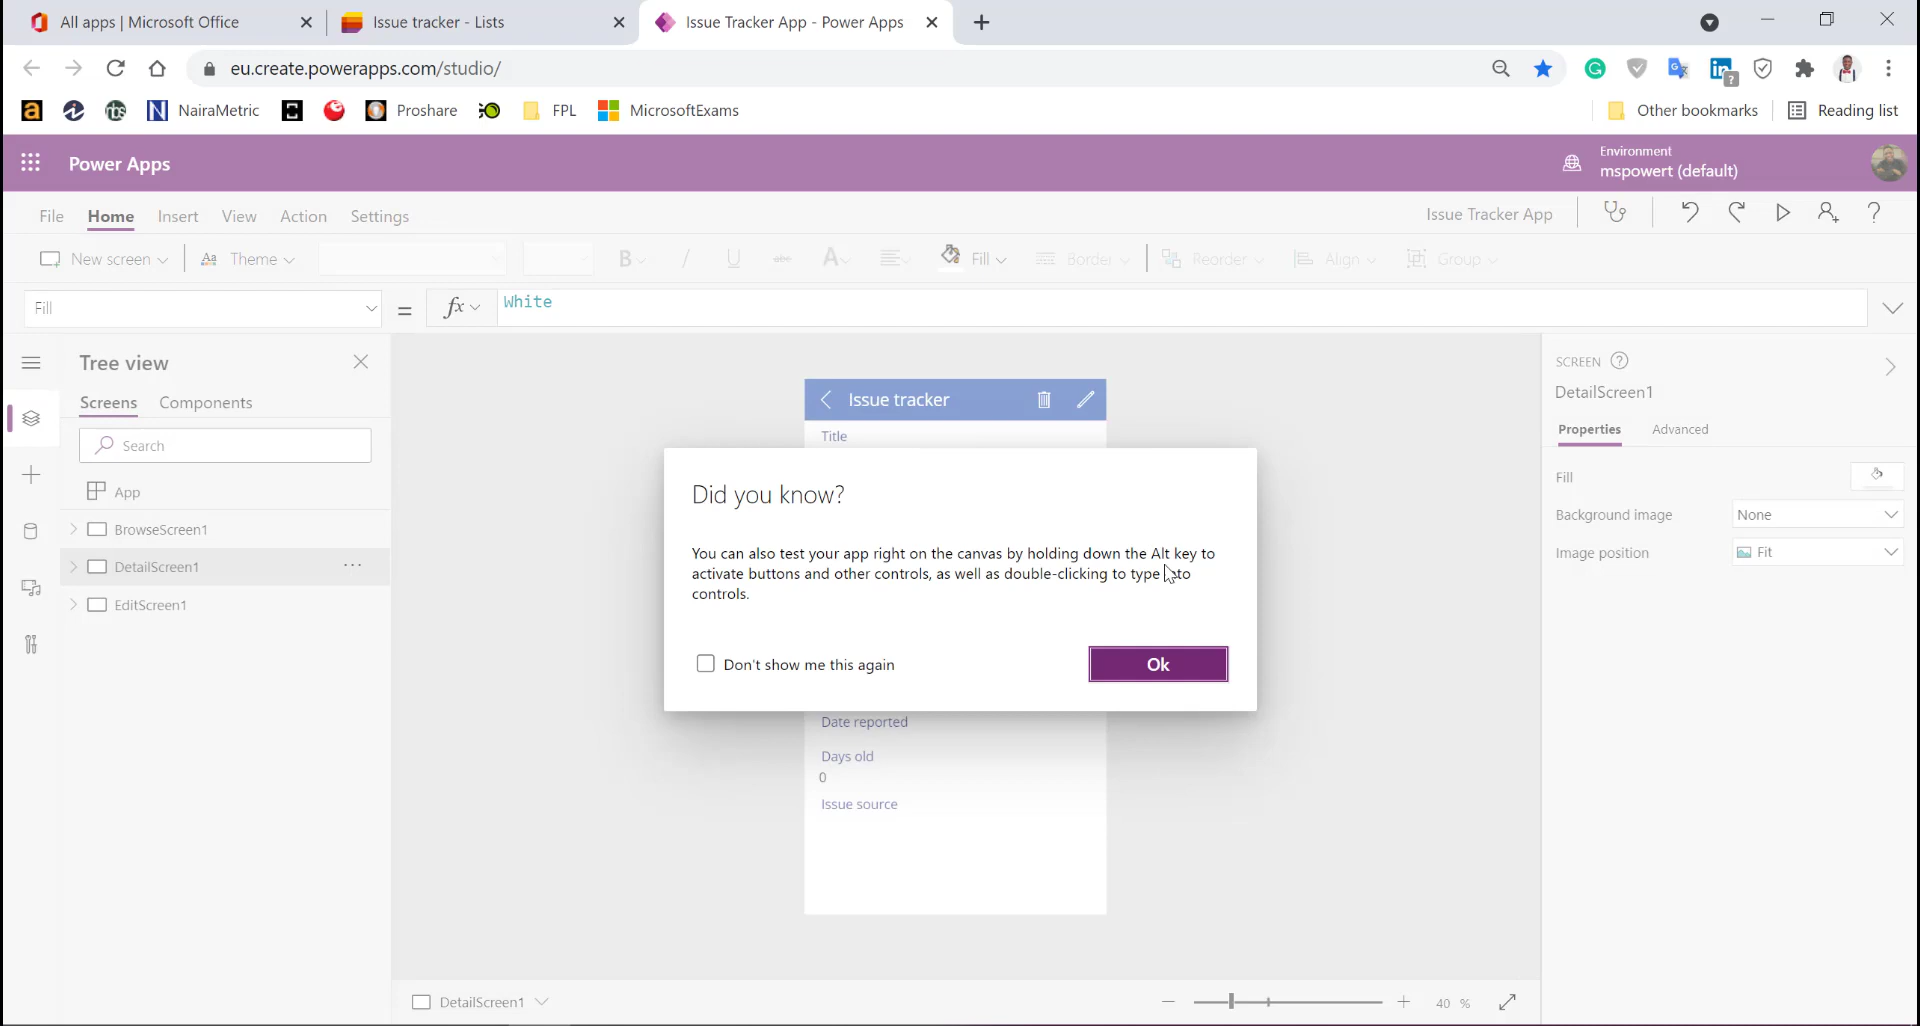 All apps | Microsoft Office
Issue tracker - Lists
Issue Tracker App - Power Apps
eu.create.powerapps.com/studio/
NairaMetric
Proshare
FPL
MicrosoftExams
Other bookmarks
Reading list
Power Apps
Environment
mspowert (default)
File Home Insert View Action Settings
Issue Tracker App
New screen
Theme
Fill
Border
Reorder
Align
Group
Fill
=
fx
White
Tree view
Screens Components
Search
App
BrowseScreen1
DetailScreen1
EditScreen1
Issue tracker
Title
Did you know?
You can also test your app right on the canvas by holding down the Alt key to
activate buttons and other controls, as well as double-clicking to type into
controls.
Don't show me this again
Ok
Date reported
Days old
0
Issue source
SCREEN
DetailScreen1
Properties Advanced
Fill
Background image None
Image position Fit
DetailScreen1
40 %